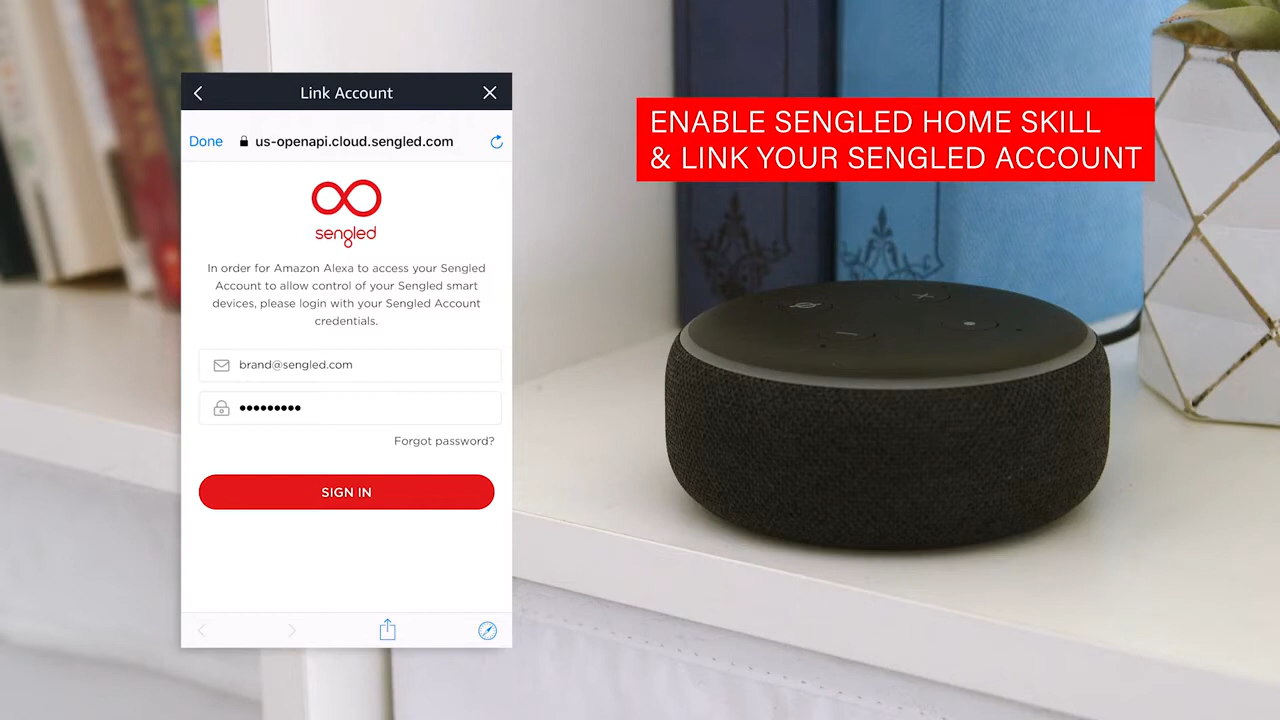 Link Account
Done
us-openapi.cloud.sengled.com
sengled
In order for Amazon Alexa to access your Sengled
Account to allow control of your Sengled smart
devices, please login with your Sengled Account
credentials.
brand@sengled.com
•••••••••
Forgot password?
SIGN IN
ENABLE SENGLED HOME SKILL
& LINK YOUR SENGLED ACCOUNT